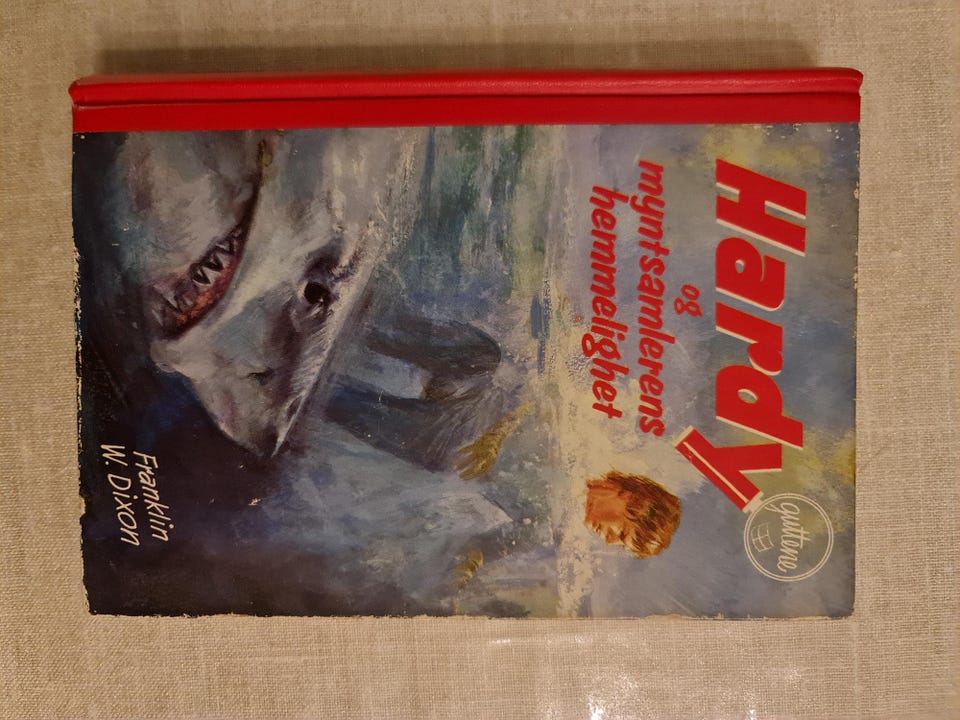 Hardy
og
myntsamlerens
hemmelighet
guttene
Franklin
W. Dixon